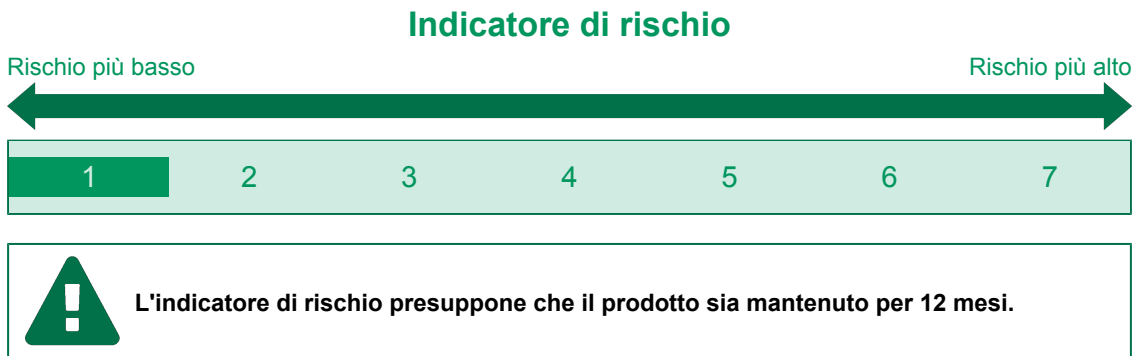 Indicatore di rischio
Rischio più basso
Rischio più alto
1 2 3 4 5 6 7
L'indicatore di rischio presuppone che il prodotto sia mantenuto per 12 mesi.